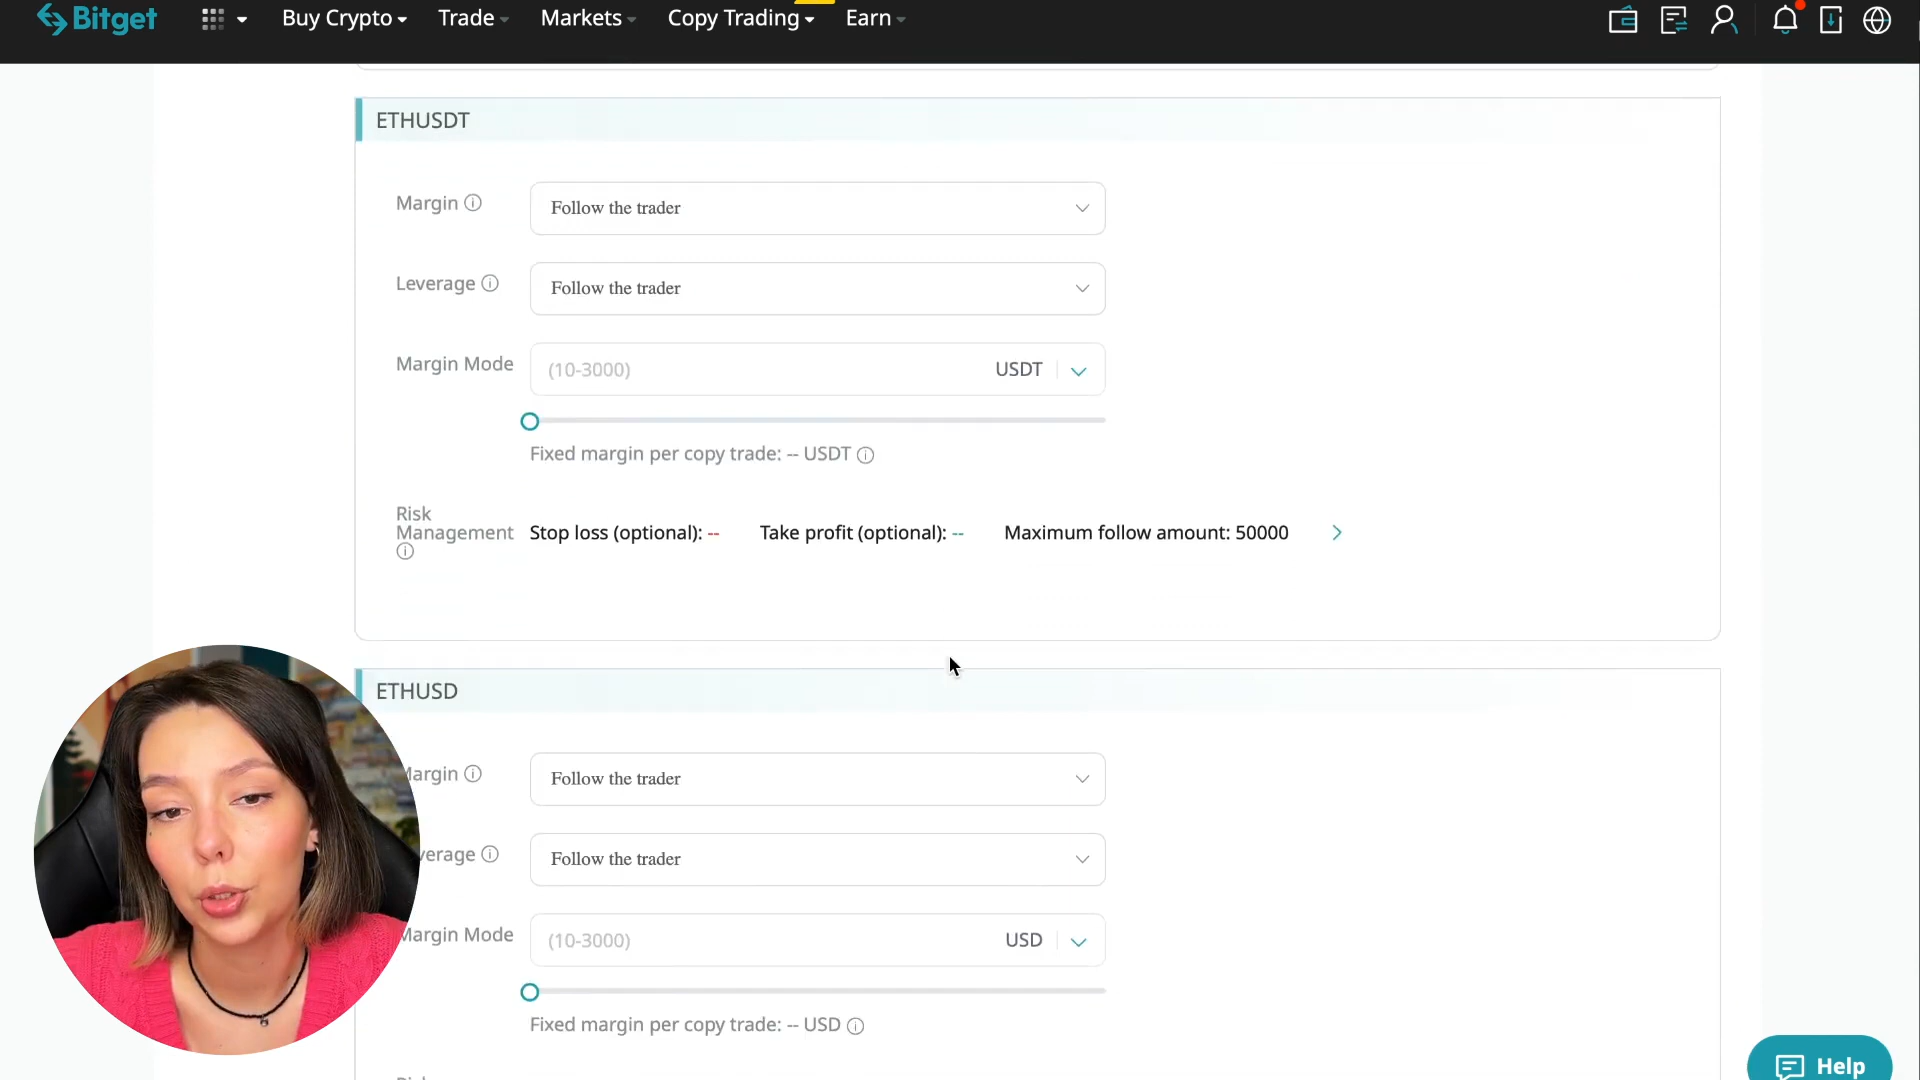 Bitget
Buy Crypto Trade Markets Copy Trading Earn
ETHUSDT
Margin Follow the trader
Leverage Follow the trader
Margin Mode (10-3000) USDT
Fixed margin per copy trade: -- USDT
Risk
Management
Stop loss (optional): -- Take profit (optional): -- Maximum follow amount: 50000
ETHUSD
Margin Follow the trader
verage Follow the trader
Margin Mode (10-3000) USD
Fixed margin per copy trade: -- USD
Help